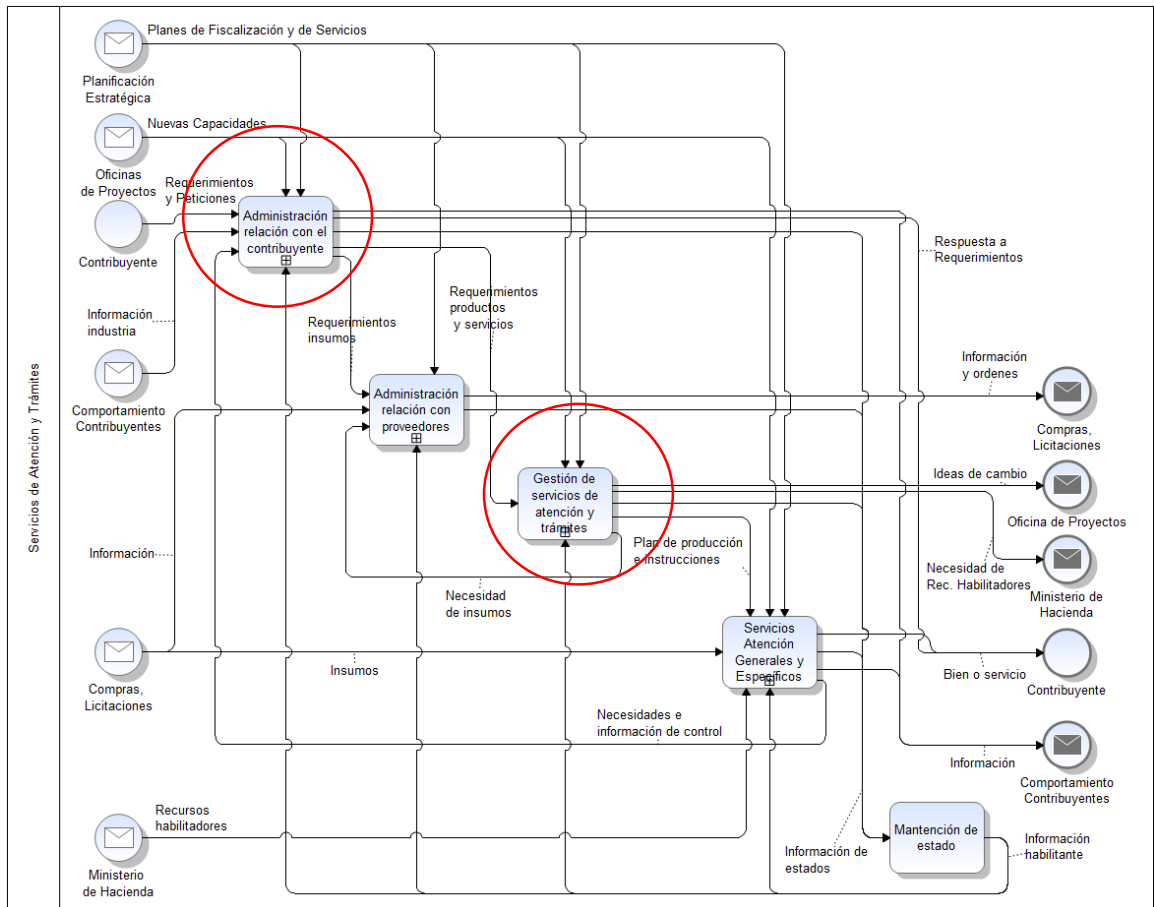 Servicios de Atención y Trámites
Planes de Fiscalización y de Servicios
Planificación
Estratégica
Nuevas Capacidades
Oficinas
de Proyectos
Requerimientos
y Peticiones
Contribuyente
Administración
relación con el
contribuyente
Respuesta a
Requerimientos
Información
industria
Requerimientos
insumos
Requerimientos
productos
y servicios
Comportamiento
Contribuyentes
Administración
relación con
proveedores
Información
y ordenes
Compras,
Licitaciones
Gestión de
servicios de
atención y
trámites
Ideas de cambio
Oficina de Proyectos
Información
Plan de producción
e instrucciones
Necesidad de
Rec. Habilitadores
Ministerio de
Hacienda
Necesidad
de insumos
Servicios
Atención
Generales y
Específicos
Compras,
Licitaciones
Insumos
Bien o servicio
Contribuyente
Necesidades e
información de control
Información
Comportamiento
Contribuyentes
Recursos
habilitadores
Ministerio
de Hacienda
Información de
estados
Mantención de
estado
Información
habilitante